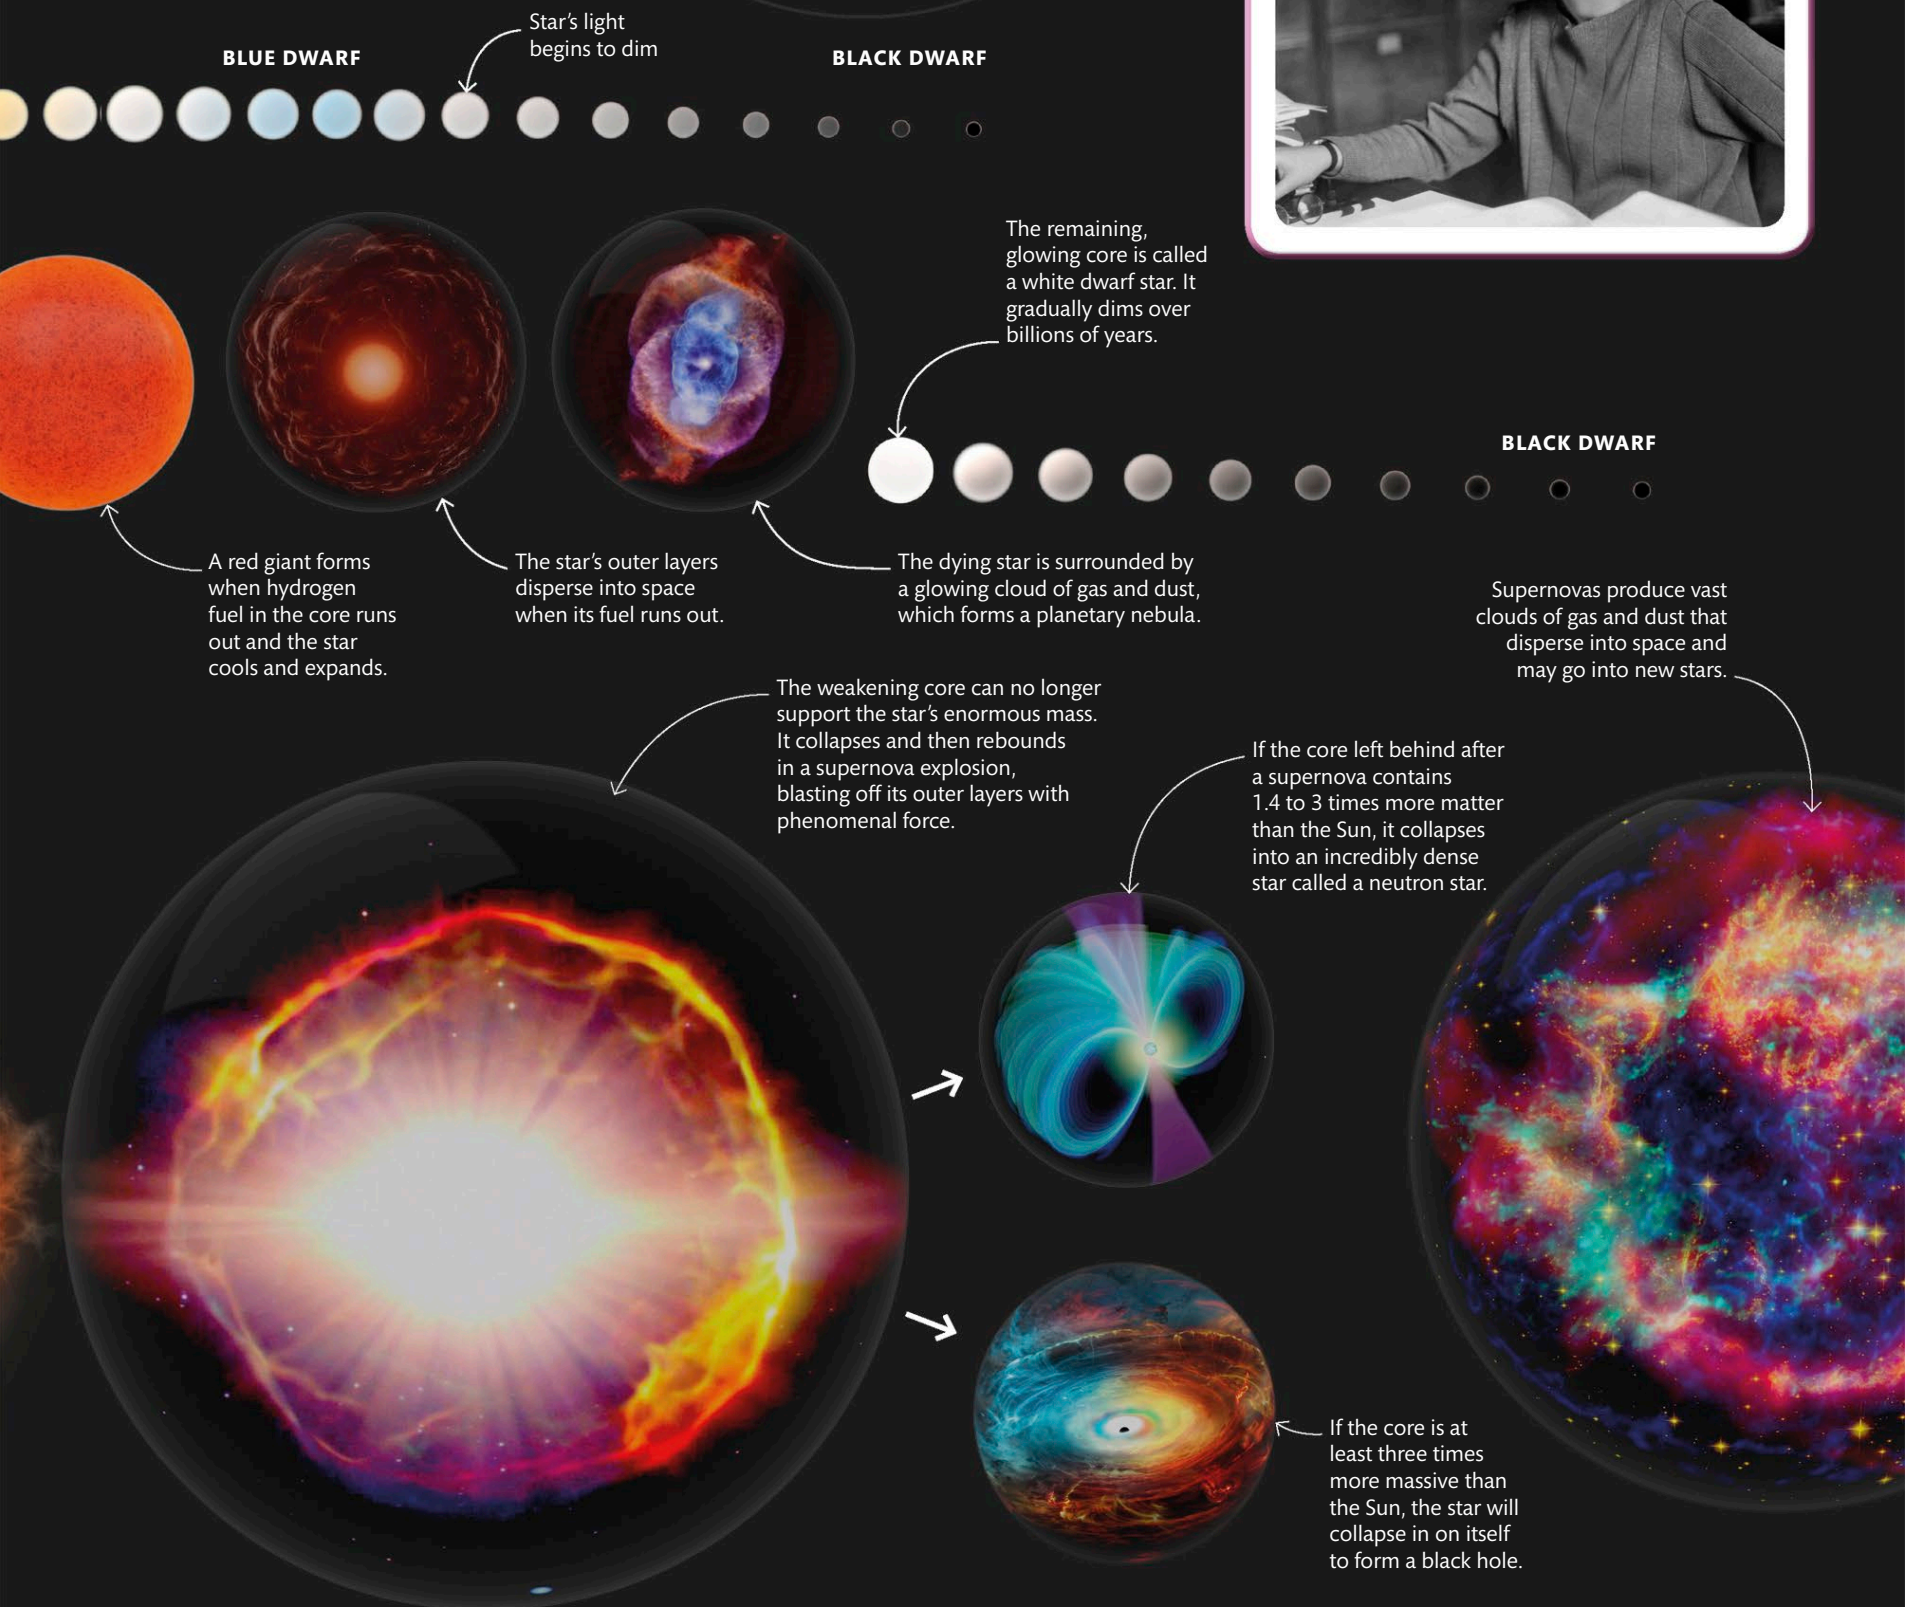 Star’s light
begins to dim
BLUE DWARF
BLACK DWARF
The remaining,
glowing core is called
a white dwarf star. It
gradually dims over
billions of years.
BLACK DWARF
A red giant forms
when hydrogen
fuel in the core runs
out and the star
cools and expands.
The star’s outer layers
disperse into space
when its fuel runs out.
The dying star is surrounded by
a glowing cloud of gas and dust,
which forms a planetary nebula.
Supernovas produce vast
clouds of gas and dust that
disperse into space and
may go into new stars.
The weakening core can no longer
support the star’s enormous mass.
It collapses and then rebounds
in a supernova explosion,
blasting off its outer layers with
phenomenal force.
If the core left behind after
a supernova contains
1.4 to 3 times more matter
than the Sun, it collapses
into an incredibly dense
star called a neutron star.
If the core is at
least three times
more massive than
the Sun, the star will
collapse in on itself
to form a black hole.